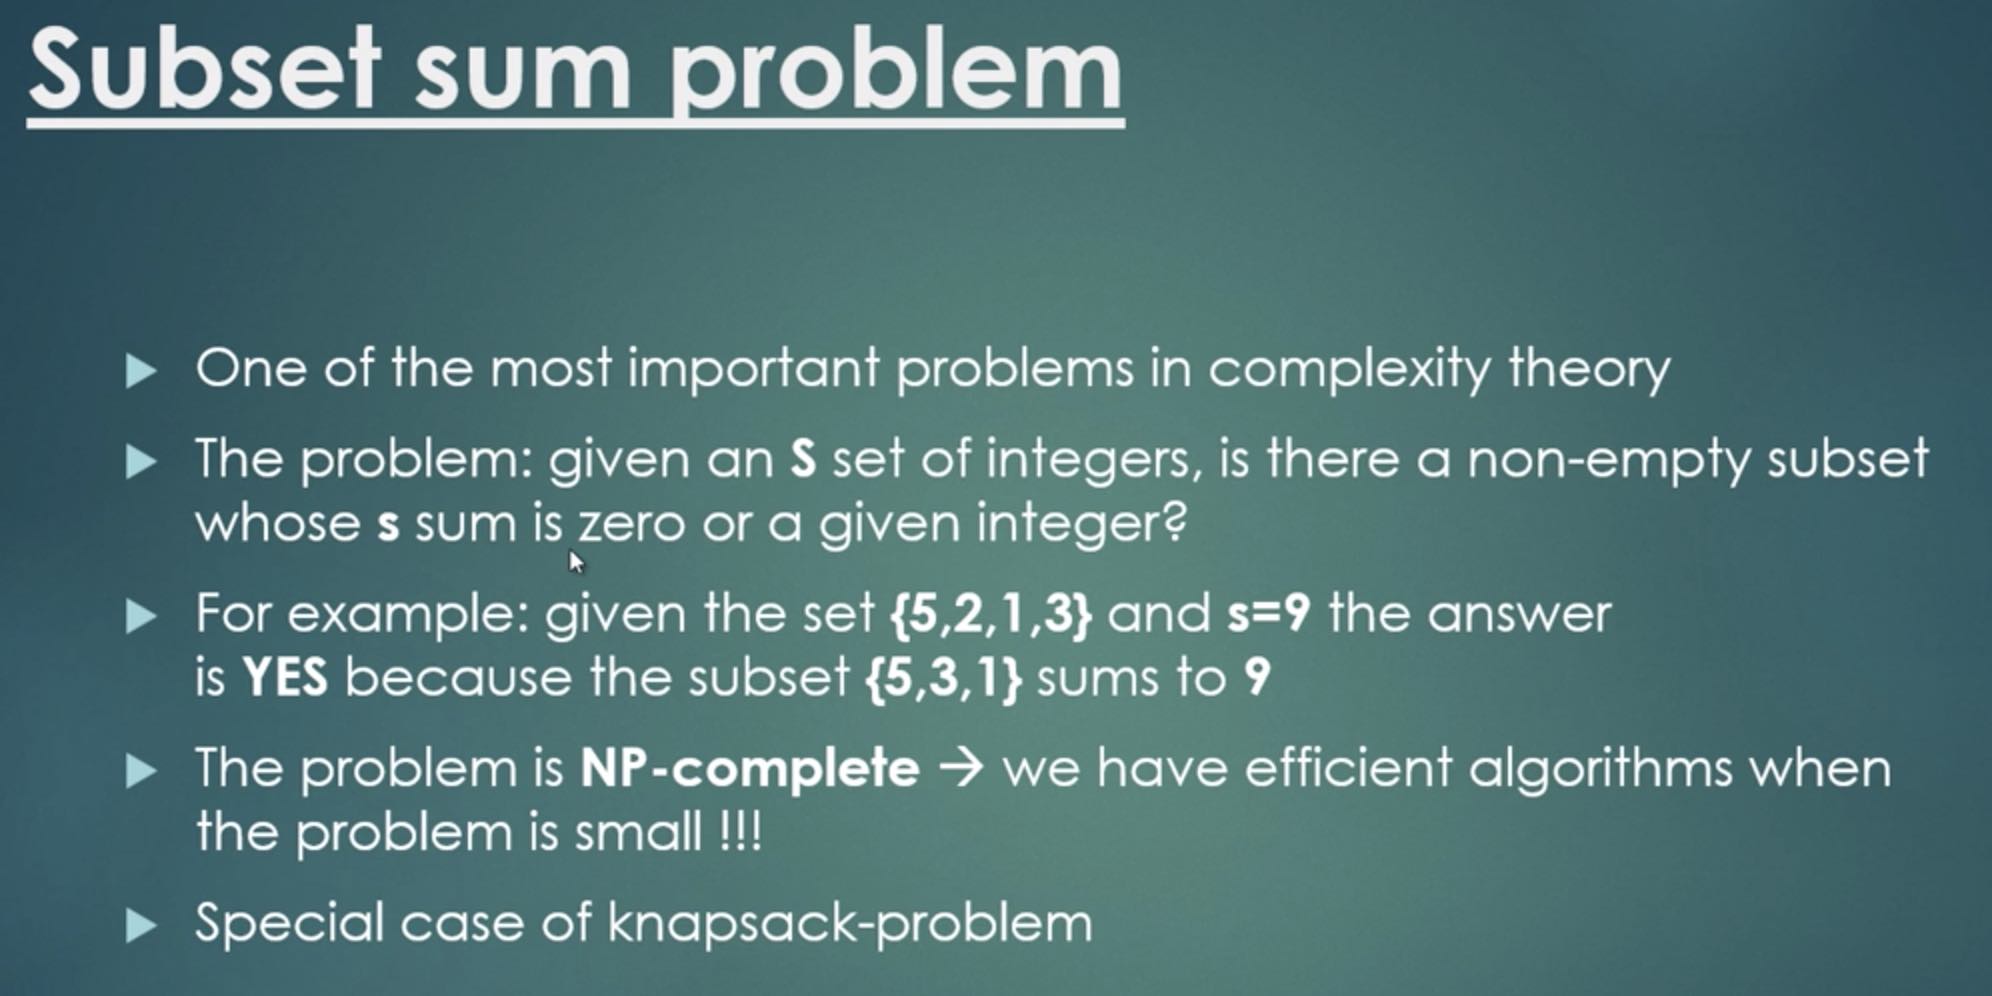 Subset sum problem
One of the most important problems in complexity theory
The problem: given an S set of integers, is there a non-empty subset
whose s sum is zero or a given integer?
For example: given the set {5,2,1,3} and s=9 the answer
is YES because the subset {5,3,1} sums to 9
The problem is NP-complete → we have efficient algorithms when
the problem is small !!!
Special case of knapsack-problem